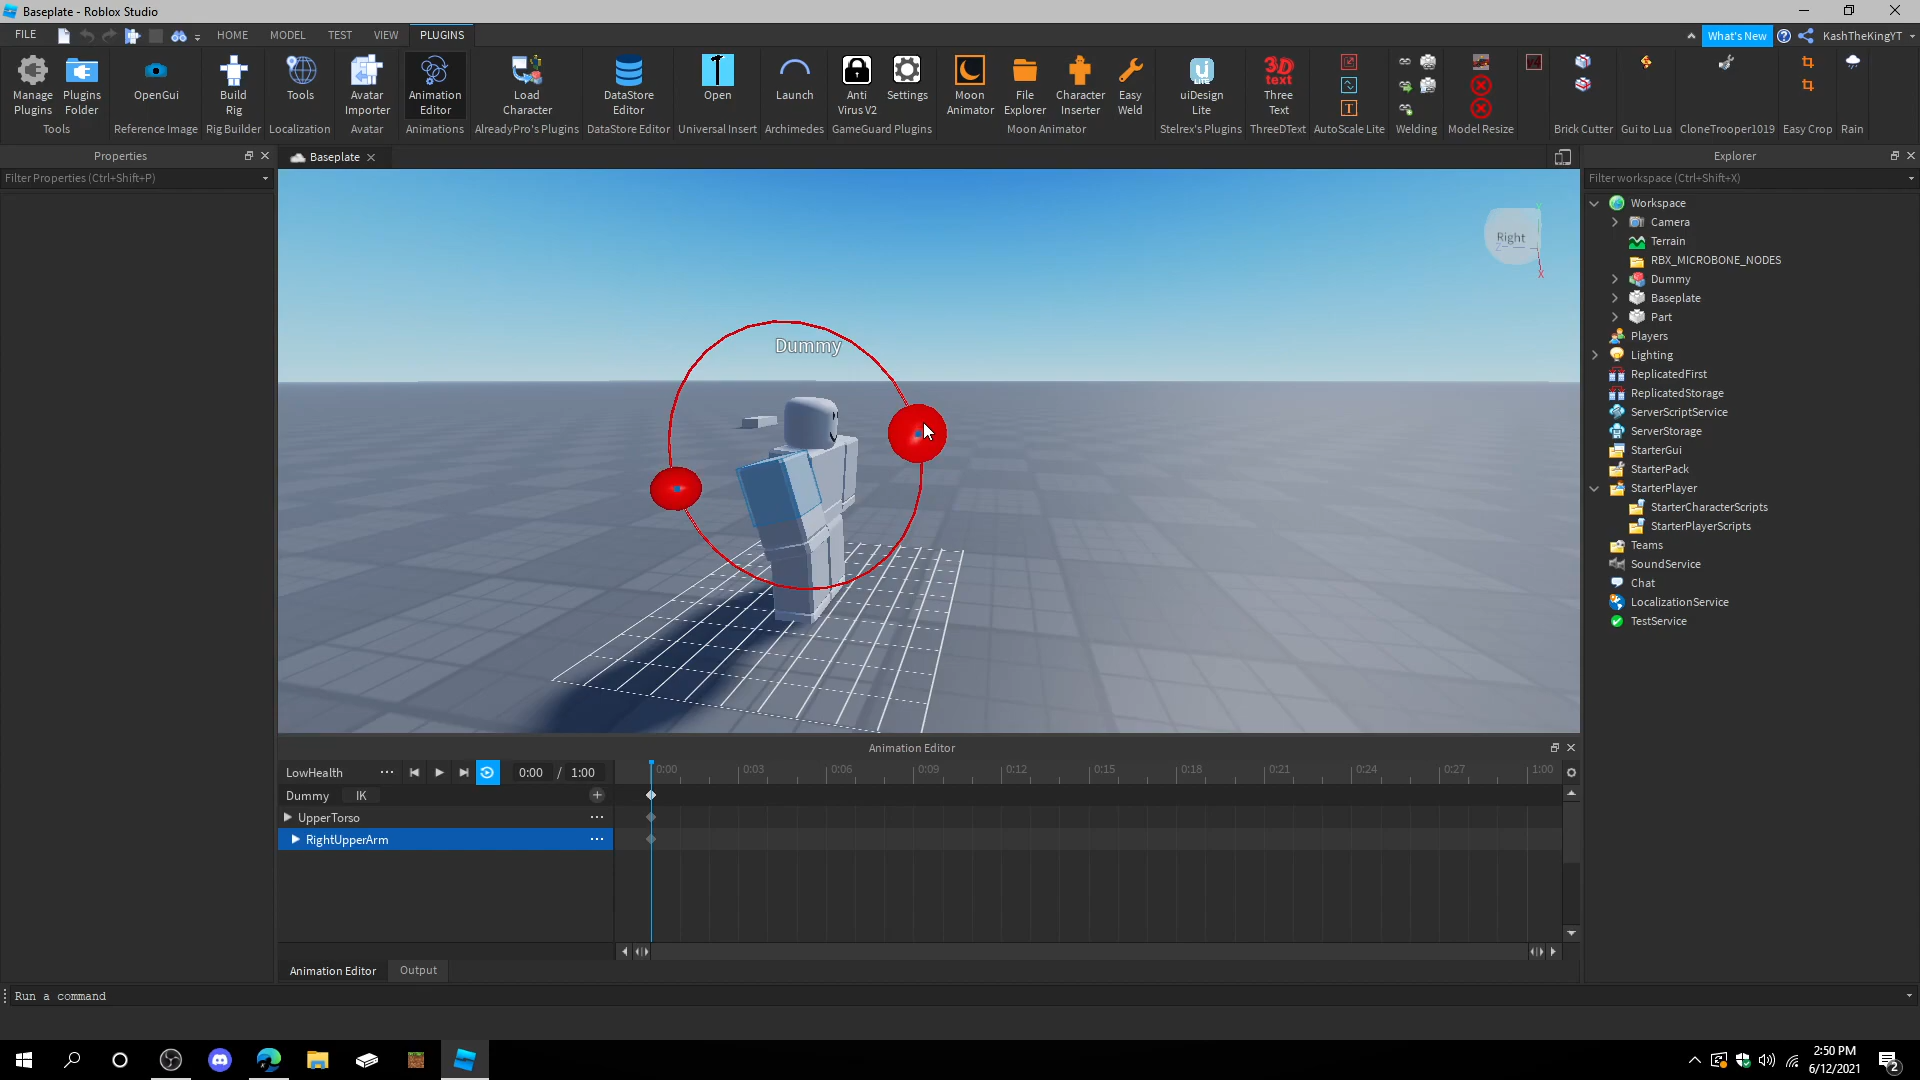 Baseplate - Roblox Studio
FILE HOME MODEL TEST VIEW PLUGINS What's New KashTheKingYT
Manage Plugins
Plugins Folder
OpenGui
Build Rig
Tools
Avatar Importer
Animation Editor
Load Character
DataStore Editor
Open
Launch
Anti Virus V2
Settings
Moon Animator
File Explorer
Character Inserter
Easy Weld
uiDesign Lite
Three Text
3D text
Tools Reference Image Rig Builder Localization Avatar Animations AlreadyPro's Plugins DataStore Editor Universal Insert Archimedes GameGuard Plugins Moon Animator Stelrex's Plugins ThreeDText AutoScale Lite Welding Model Resize Brick Cutter Gui to Lua CloneTrooper1019 Easy Crop Rain
Properties
Filter Properties (Ctrl+Shift+P)
Baseplate
Right
Z
X
Dummy
Explorer
Filter workspace (Ctrl+Shift+X)
Workspace
Camera
Terrain
RBX_MICROBONE_NODES
Dummy
Baseplate
Part
Players
Lighting
ReplicatedFirst
ReplicatedStorage
ServerScriptService
ServerStorage
StarterGui
StarterPack
StarterPlayer
StarterCharacterScripts
StarterPlayerScripts
Teams
SoundService
Chat
LocalizationService
TestService
Animation Editor
LowHealth 0:00 / 1:00 0:00 0:03 0:06 0:09 0:12 0:15 0:18 0:21 0:24 0:27 1:00
Dummy IK
UpperTorso
RightUpperArm
Animation Editor Output
Run a command
2:50 PM
6/12/2021
2